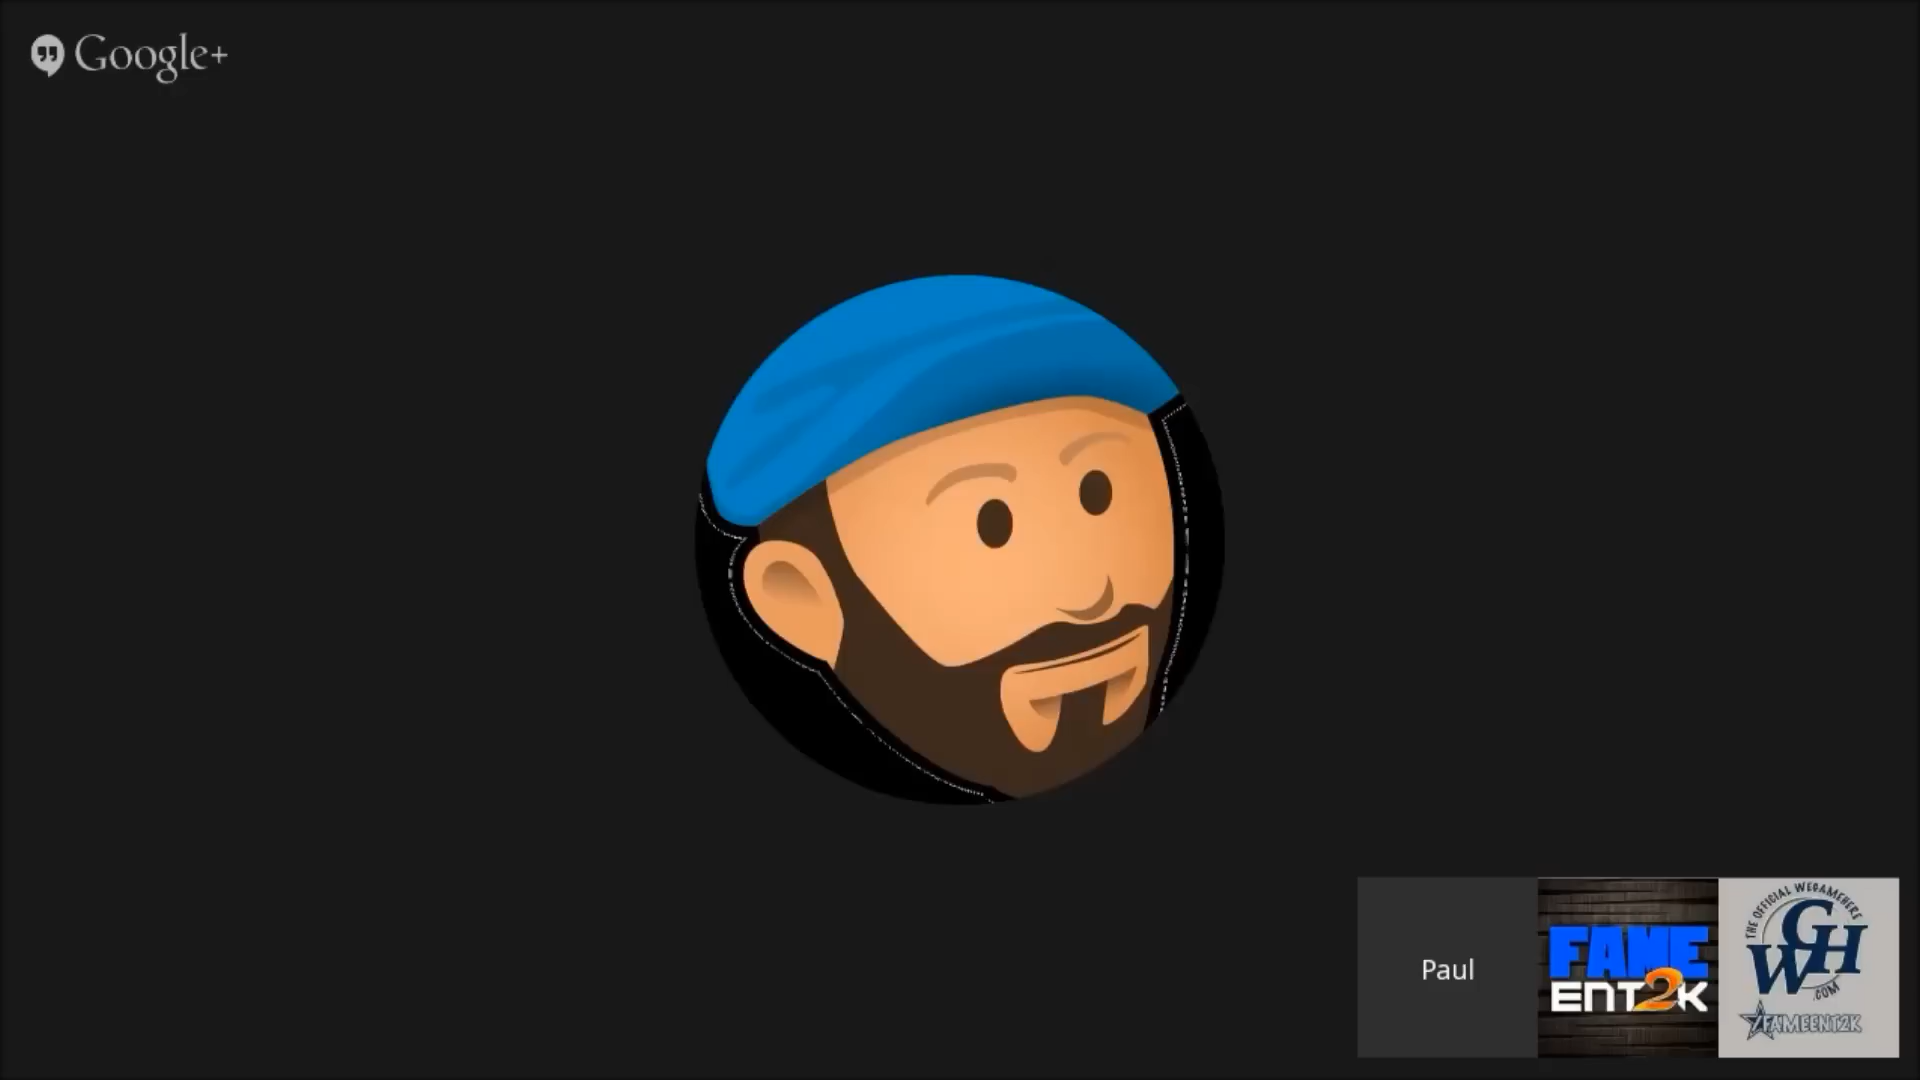 Google+
Paul
FAME
ENT2K
THE OFFICIAL WEGAMEHERE
WGH
.COM
/FAMEENT2K